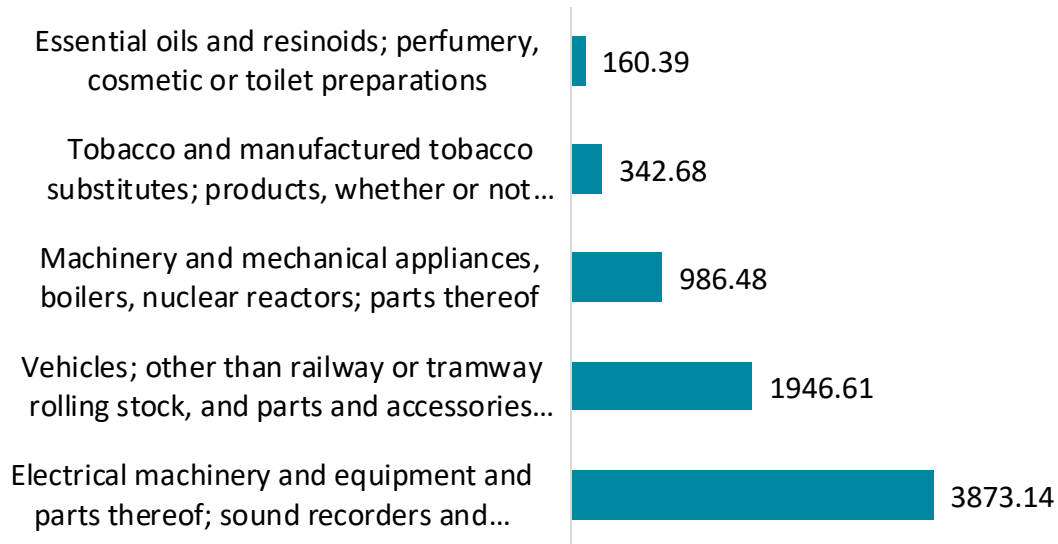 Essential oils and resinoids; perfumery,
cosmetic or toilet preparations
160.39
Tobacco and manufactured tobacco
substitutes; products, whether or not...
342.68
Machinery and mechanical appliances,
boilers, nuclear reactors; parts thereof
986.48
Vehicles; other than railway or tramway
rolling stock, and parts and accessories...
1946.61
Electrical machinery and equipment and
parts thereof; sound recorders and...
3873.14